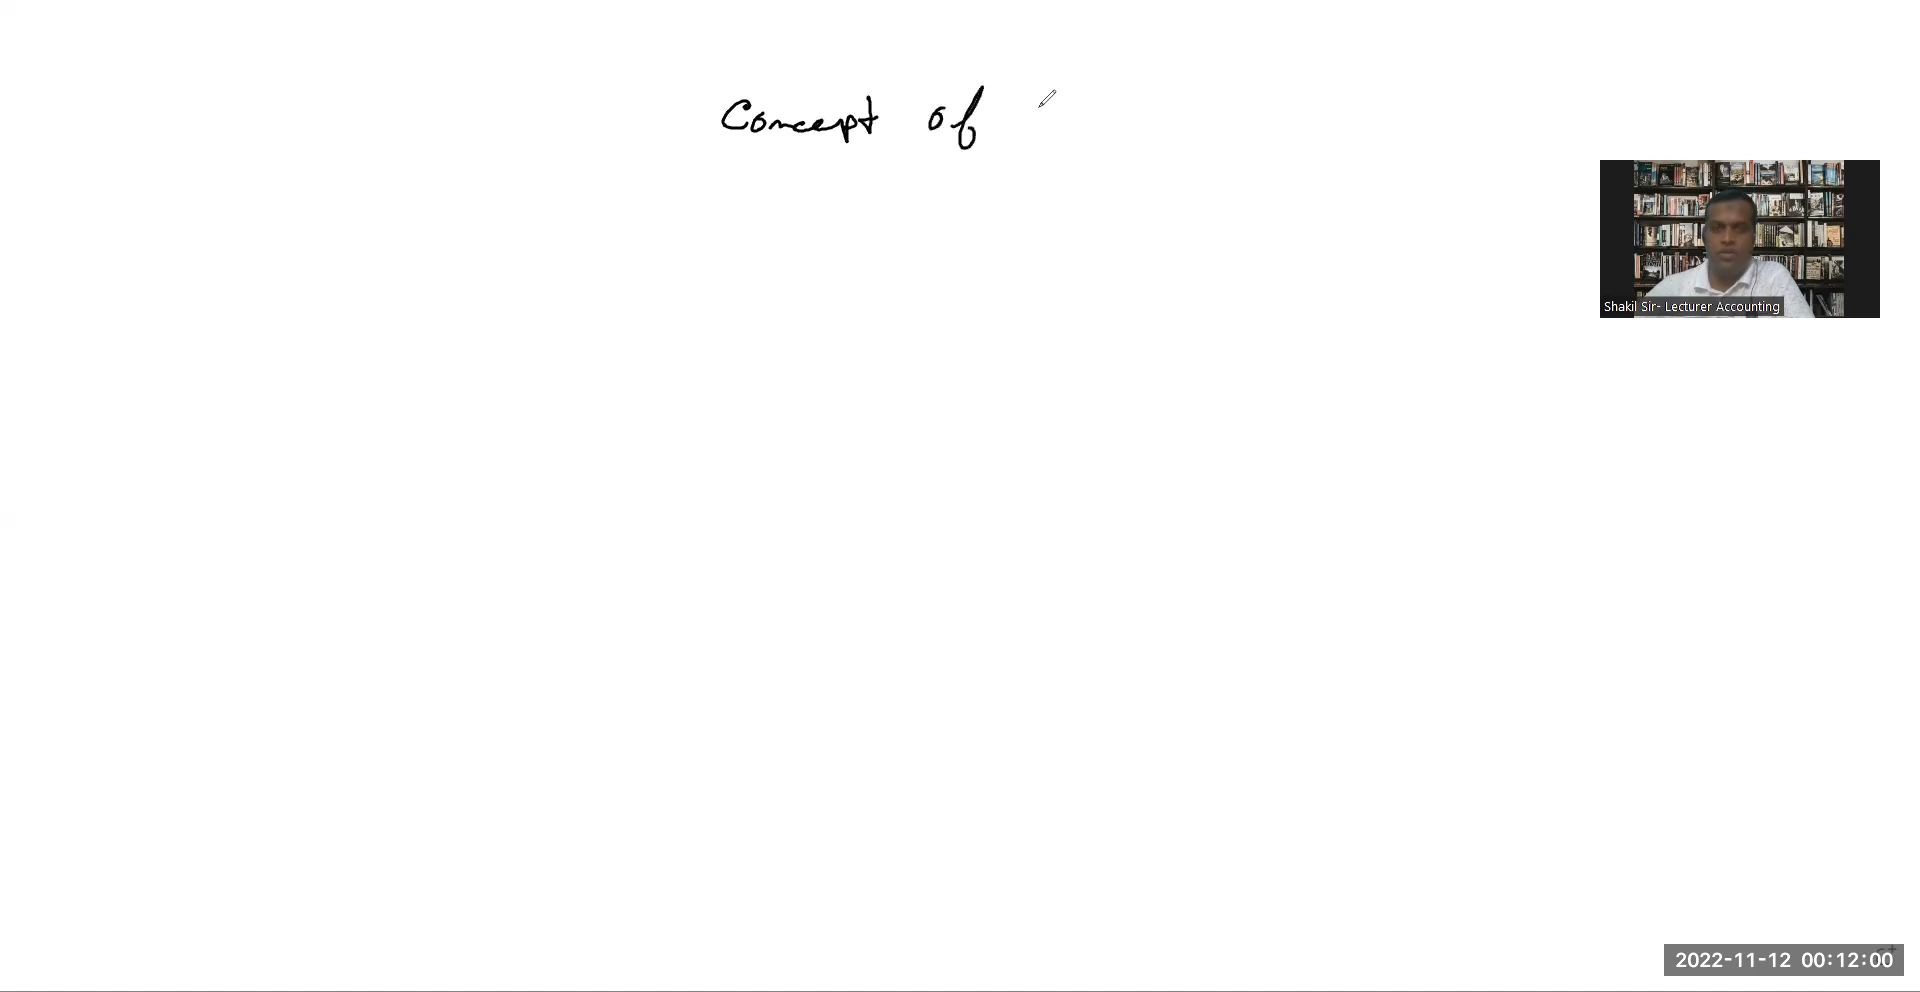 Concept of
Shakil Sir- Lecturer Accounting
2022-11-12 00:12:00